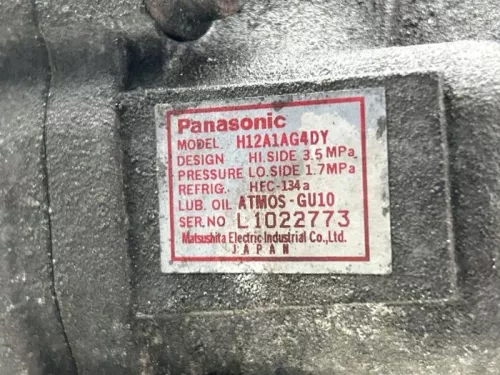 Panasonic
MODEL H12A1AG4DY
DESIGN HI.SIDE 3.5 MPa
PRESSURE LO.SIDE 1.7MPa
REFRIG. HFC-134a
LUB. OIL ATMOS-GU10
SER.NO L1022773
Matsushita Electric Industrial Co.,Ltd.
JAPAN